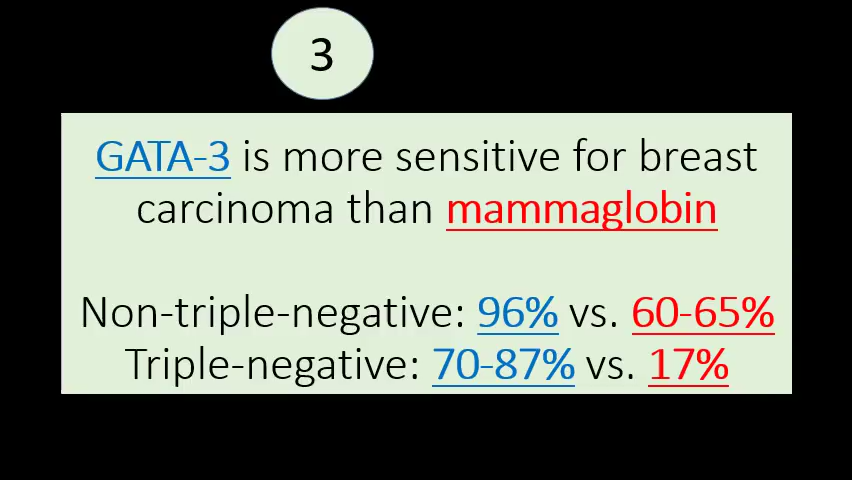 3
GATA-3 is more sensitive for breast
carcinoma than mammaglobin
Non-triple-negative: 96% vs. 60-65%
Triple-negative: 70-87% vs. 17%